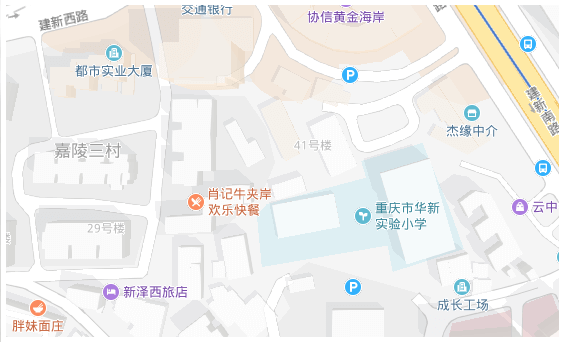 建新西路
交通银行
协信黄金海岸
路
都市实业大厦
P
建新南路
杰缘中介
41号楼
嘉陵三村
肖记牛夹岸
欢乐快餐
重庆市华新
实验小学
云中
29号楼
新泽西旅店
P
成长工场
胖妹面庄